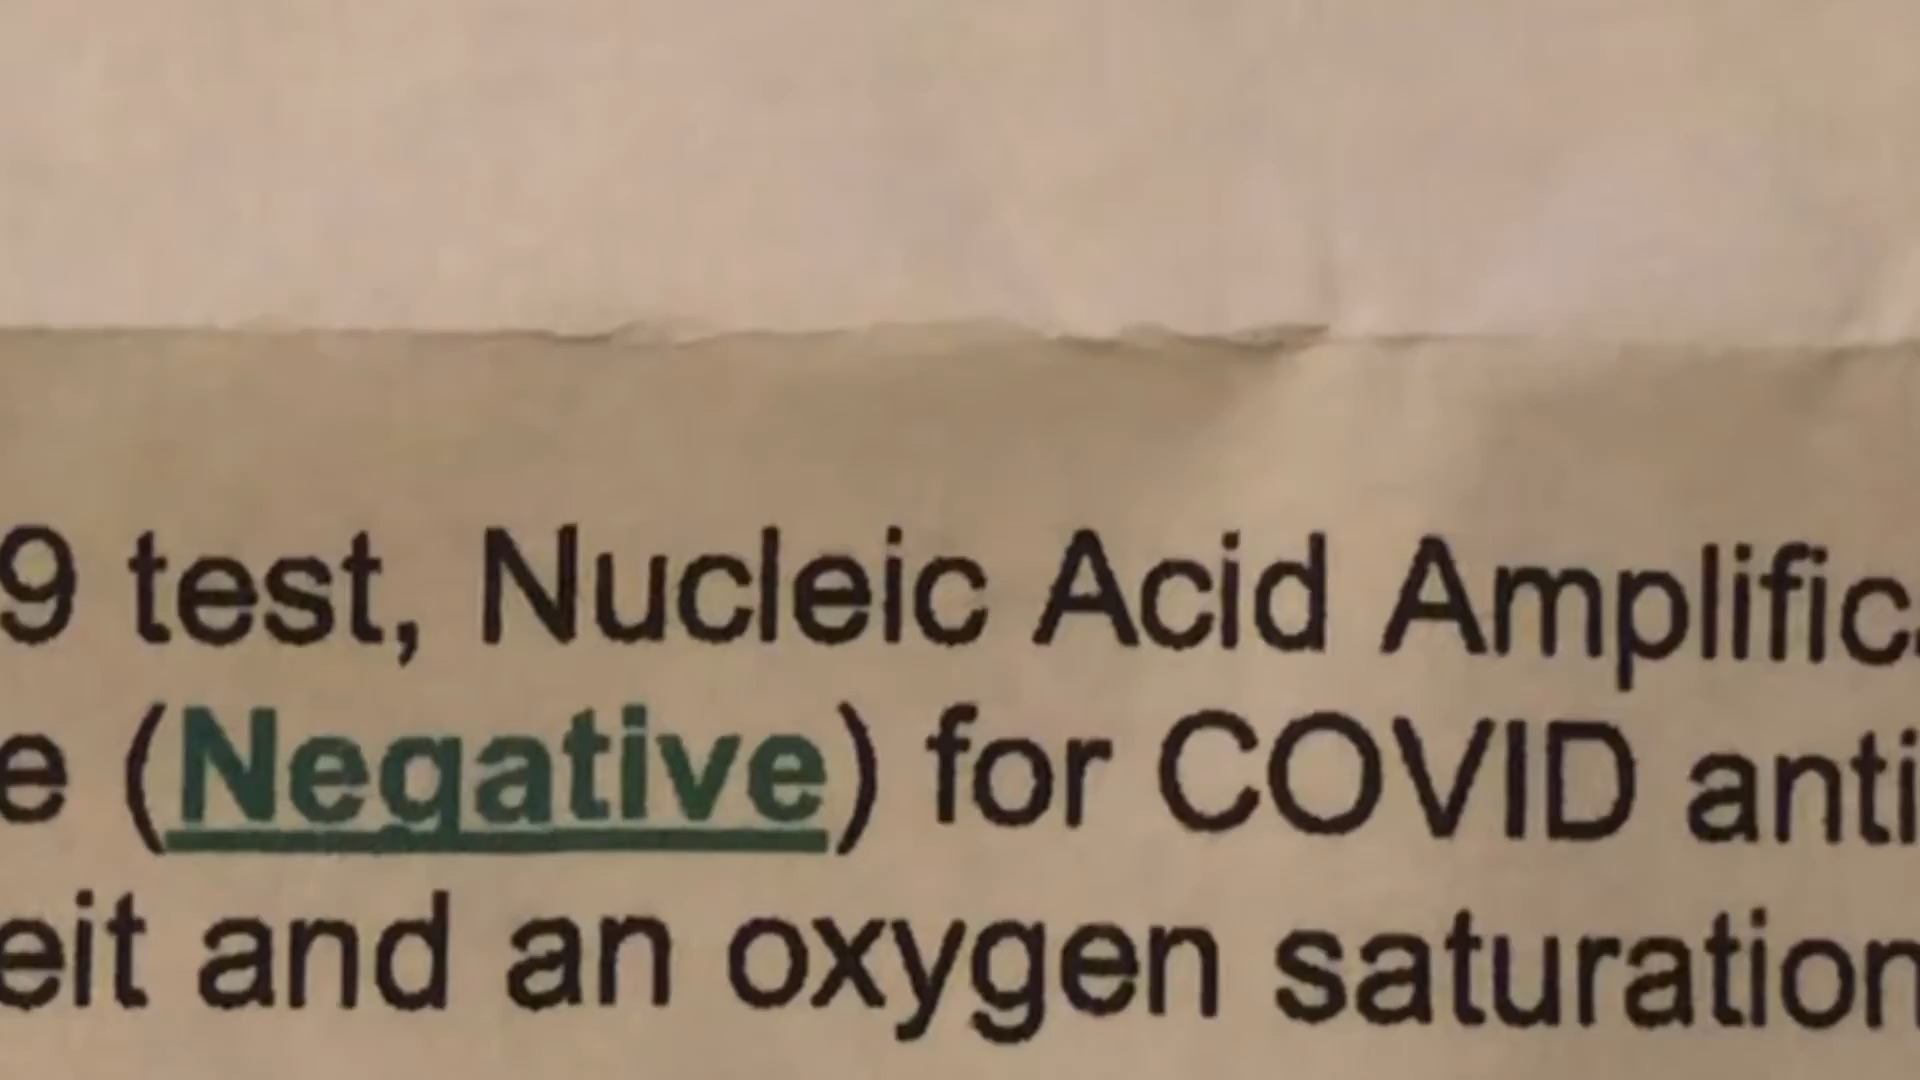 9 test, Nucleic Acid Amplific
e (Negative) for COVID anti
eit and an oxygen saturation